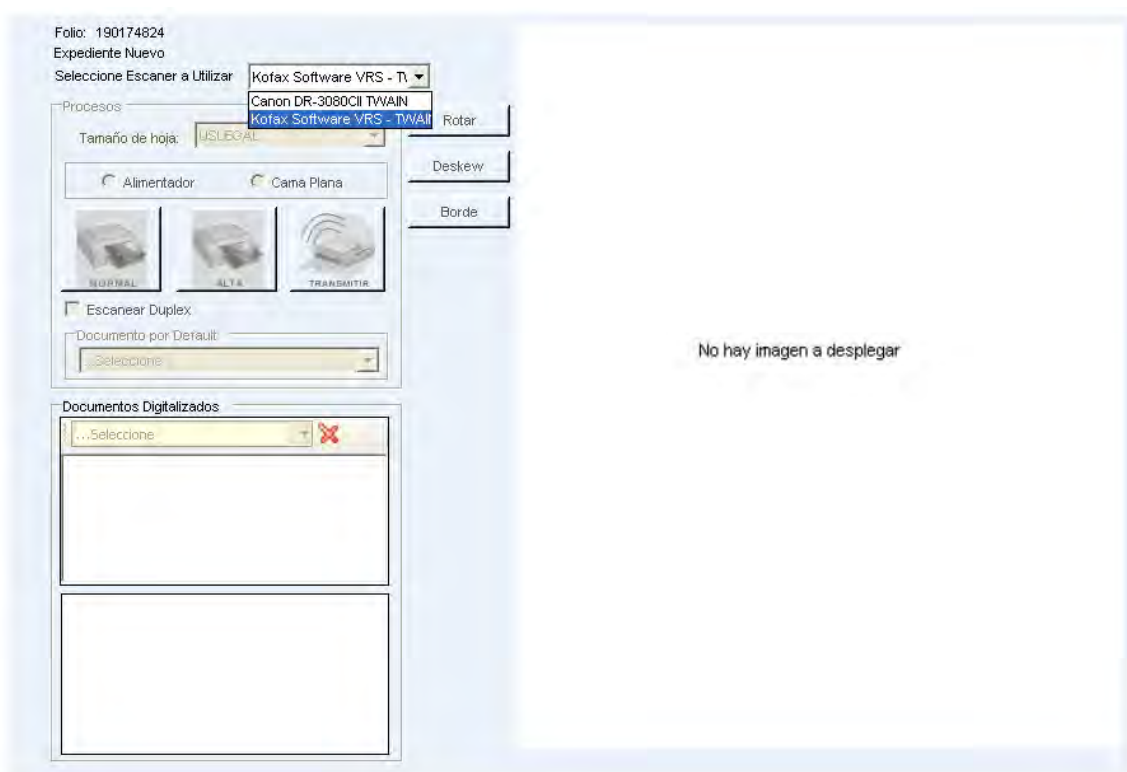 Folio: 190174824
Expediente Nuevo
Seleccione Escaner a Utilizar
Kofax Software VRS - TV
Canon DR-3080CII TWAIN
Kofax Software VRS - TWAI
Procesos
Tamaño de hoja:
USLEGAL
Rotar
Deskew
Borde
Alimentador
Cama Plana
NORMAL
ALTA
TRANSMITIR
Escanear Duplex
Documento por Default
...Seleccione
Documentos Digitalizados
...Seleccione
No hay imagen a desplegar